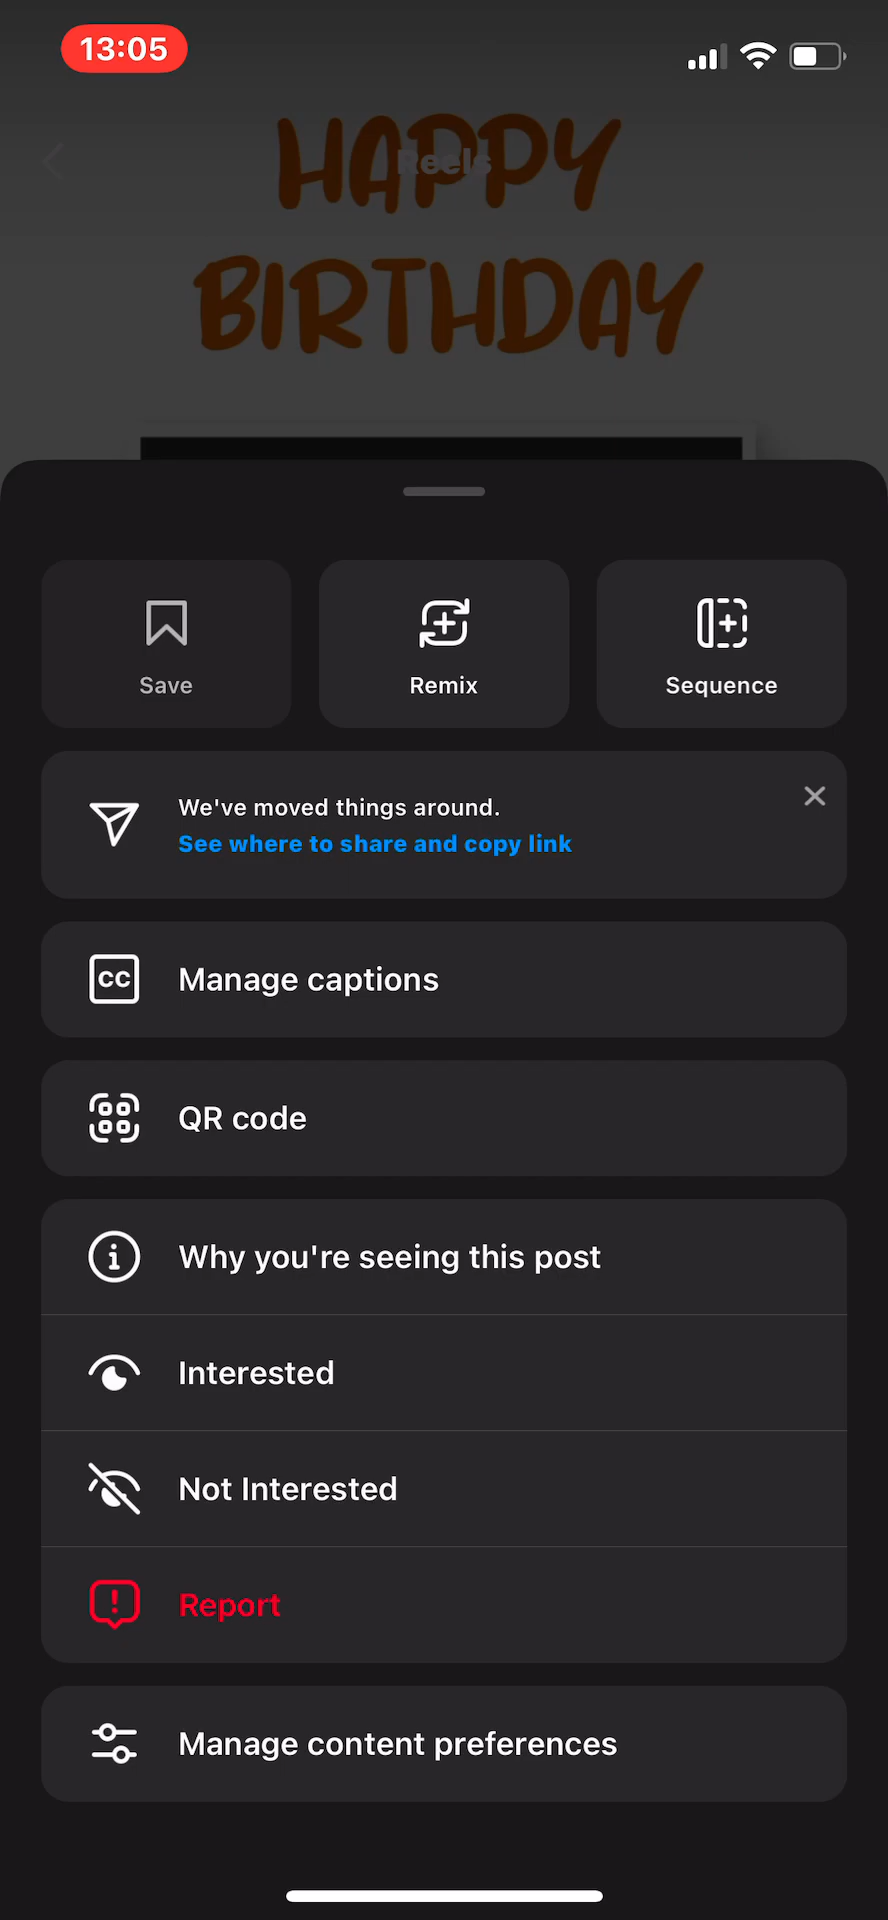 13:05
HAPPY
Reels
BIRTHDAY
Save
Remix
Sequence
We've moved things around.
See where to share and copy link
CC
Manage captions
QR code
Why you're seeing this post
Interested
Not Interested
Report
Manage content preferences